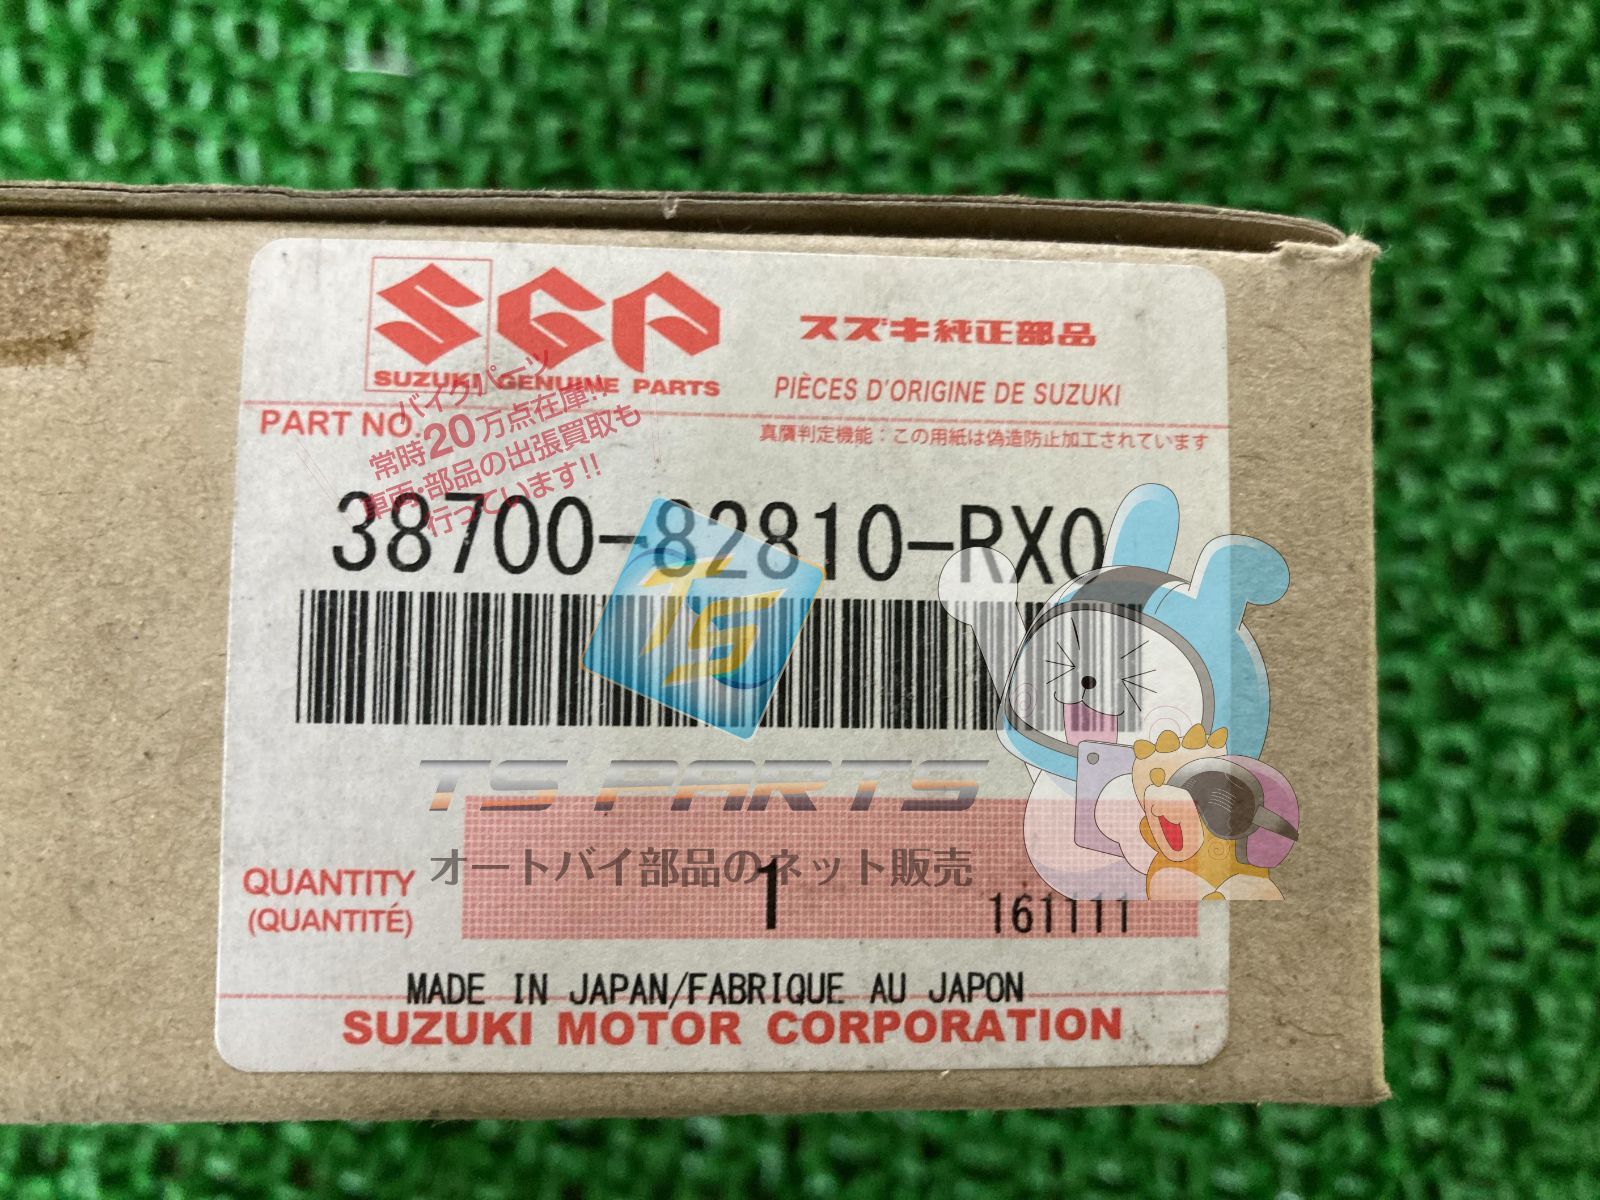 SUZUKI GENUINE PARTS
スズキ純正部品
PIÈCES D'ORIGINE DE SUZUKI
PART NO.
真贋判定機能：この用紙は偽造防止加工されています
バイクパーツ
常時20万点在庫!!
車両・部品の出張買取も
行っています!!
38700-82810-RX0
TS
TS PARTS
オートバイ部品のネット販売
QUANTITY
(QUANTITÉ)
1
161111
MADE IN JAPAN/FABRIQUE AU JAPON
SUZUKI MOTOR CORPORATION